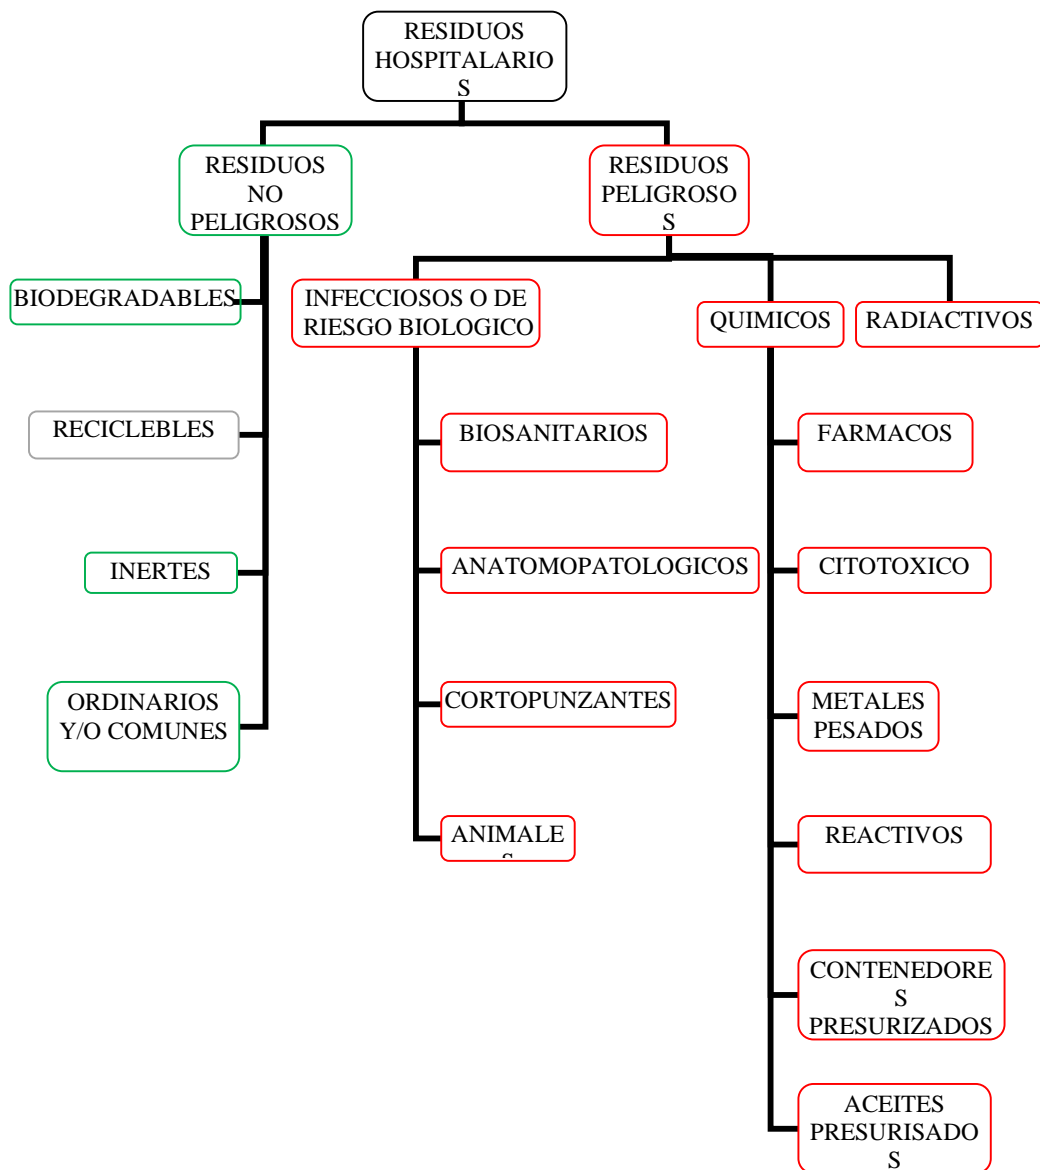 RESIDUOS
HOSPITALARIO
S
RESIDUOS
NO
PELIGROSOS
RESIDUOS
PELIGROSO
S
BIODEGRADABLES
INFECCIOSOS O DE
RIESGO BIOLOGICO
QUIMICOS
RADIACTIVOS
RECICLEBLES
BIOSANITARIOS
FARMACOS
INERTES
ANATOMOPATOLOGICOS
CITOTOXICO
ORDINARIOS
Y/O COMUNES
CORTOPUNZANTES
METALES
PESADOS
ANIMALE
S
REACTIVOS
CONTENEDORE
S
PRESURIZADOS
ACEITES
PRESURISADO
S